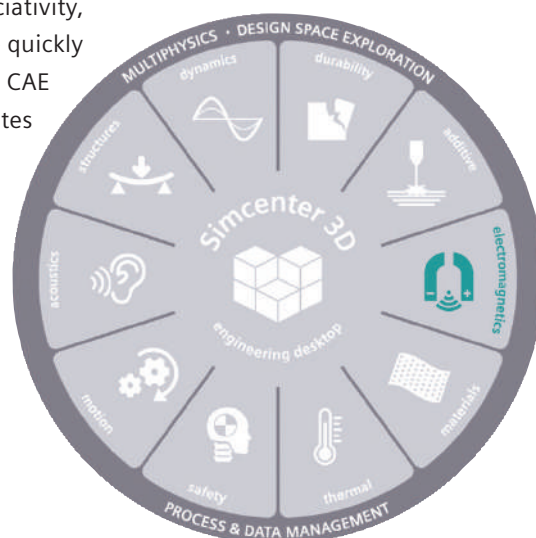 ciativity,
quickly
CAE
tes
MULTIPHYSICS · DESIGN SPACE EXPLORATION
dynamics
durability
structures
additive
acoustics
electromagnetics
motion
materials
safety
thermal
Simcenter 3D
engineering desktop
- +
PROCESS & DATA MANAGEMENT